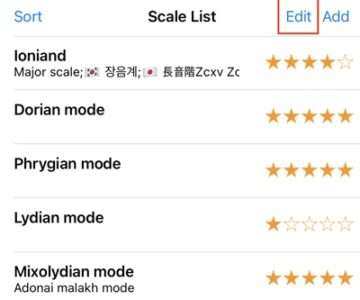 Sort Scale List Edit Add
Ioniand
Major scale;🇰🇷 장음계;🇯🇵 長音階Zcxv Zc
Dorian mode
Phrygian mode
Lydian mode
Mixolydian mode
Adonai malakh mode